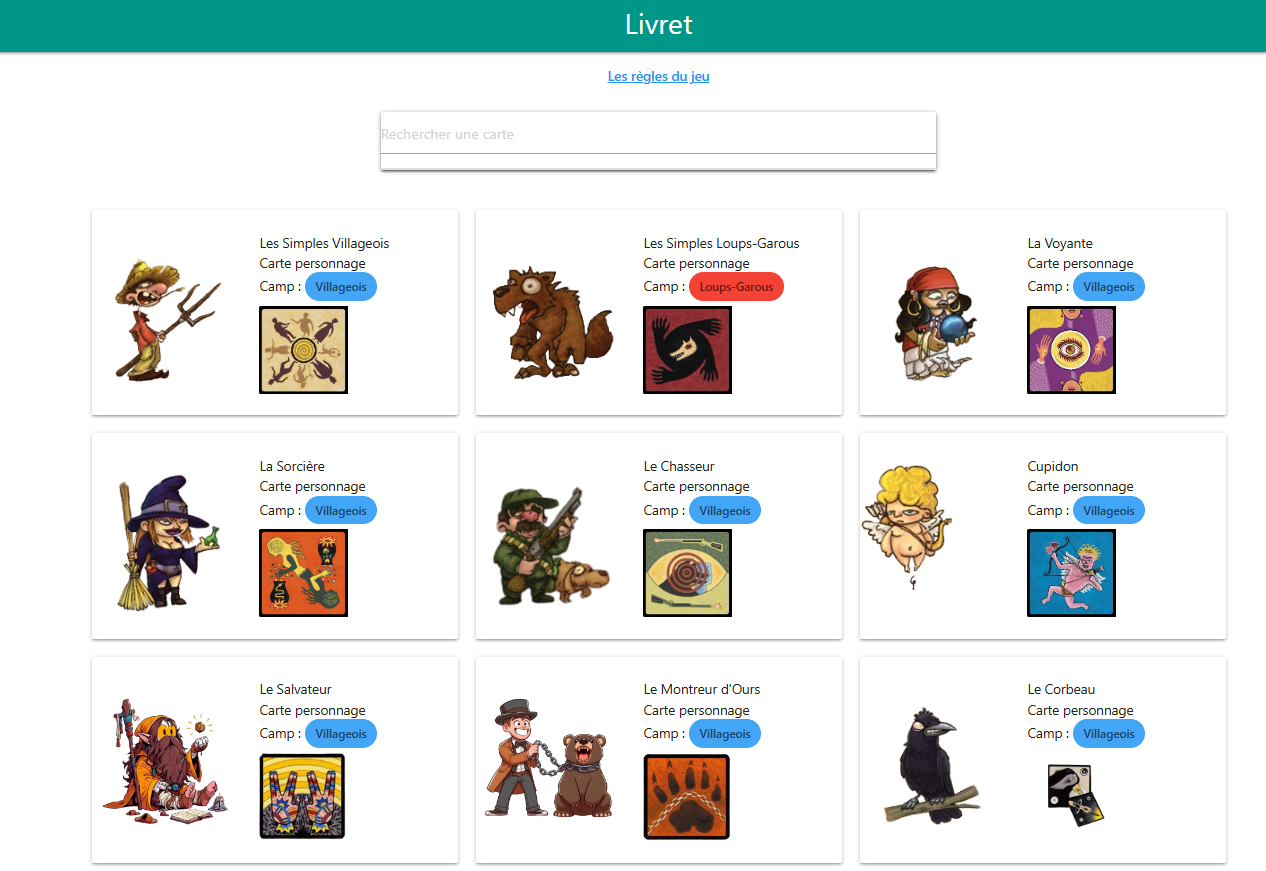 Livret
Les règles du jeu
Rechercher une carte
Les Simples Villageois
Carte personnage
Camp : Villageois
Les Simples Loups-Garous
Carte personnage
Camp : Loups-Garous
La Voyante
Carte personnage
Camp : Villageois
La Sorcière
Carte personnage
Camp : Villageois
Le Chasseur
Carte personnage
Camp : Villageois
Cupidon
Carte personnage
Camp : Villageois
Le Salvateur
Carte personnage
Camp : Villageois
Le Montreur d'Ours
Carte personnage
Camp : Villageois
Le Corbeau
Carte personnage
Camp : Villageois